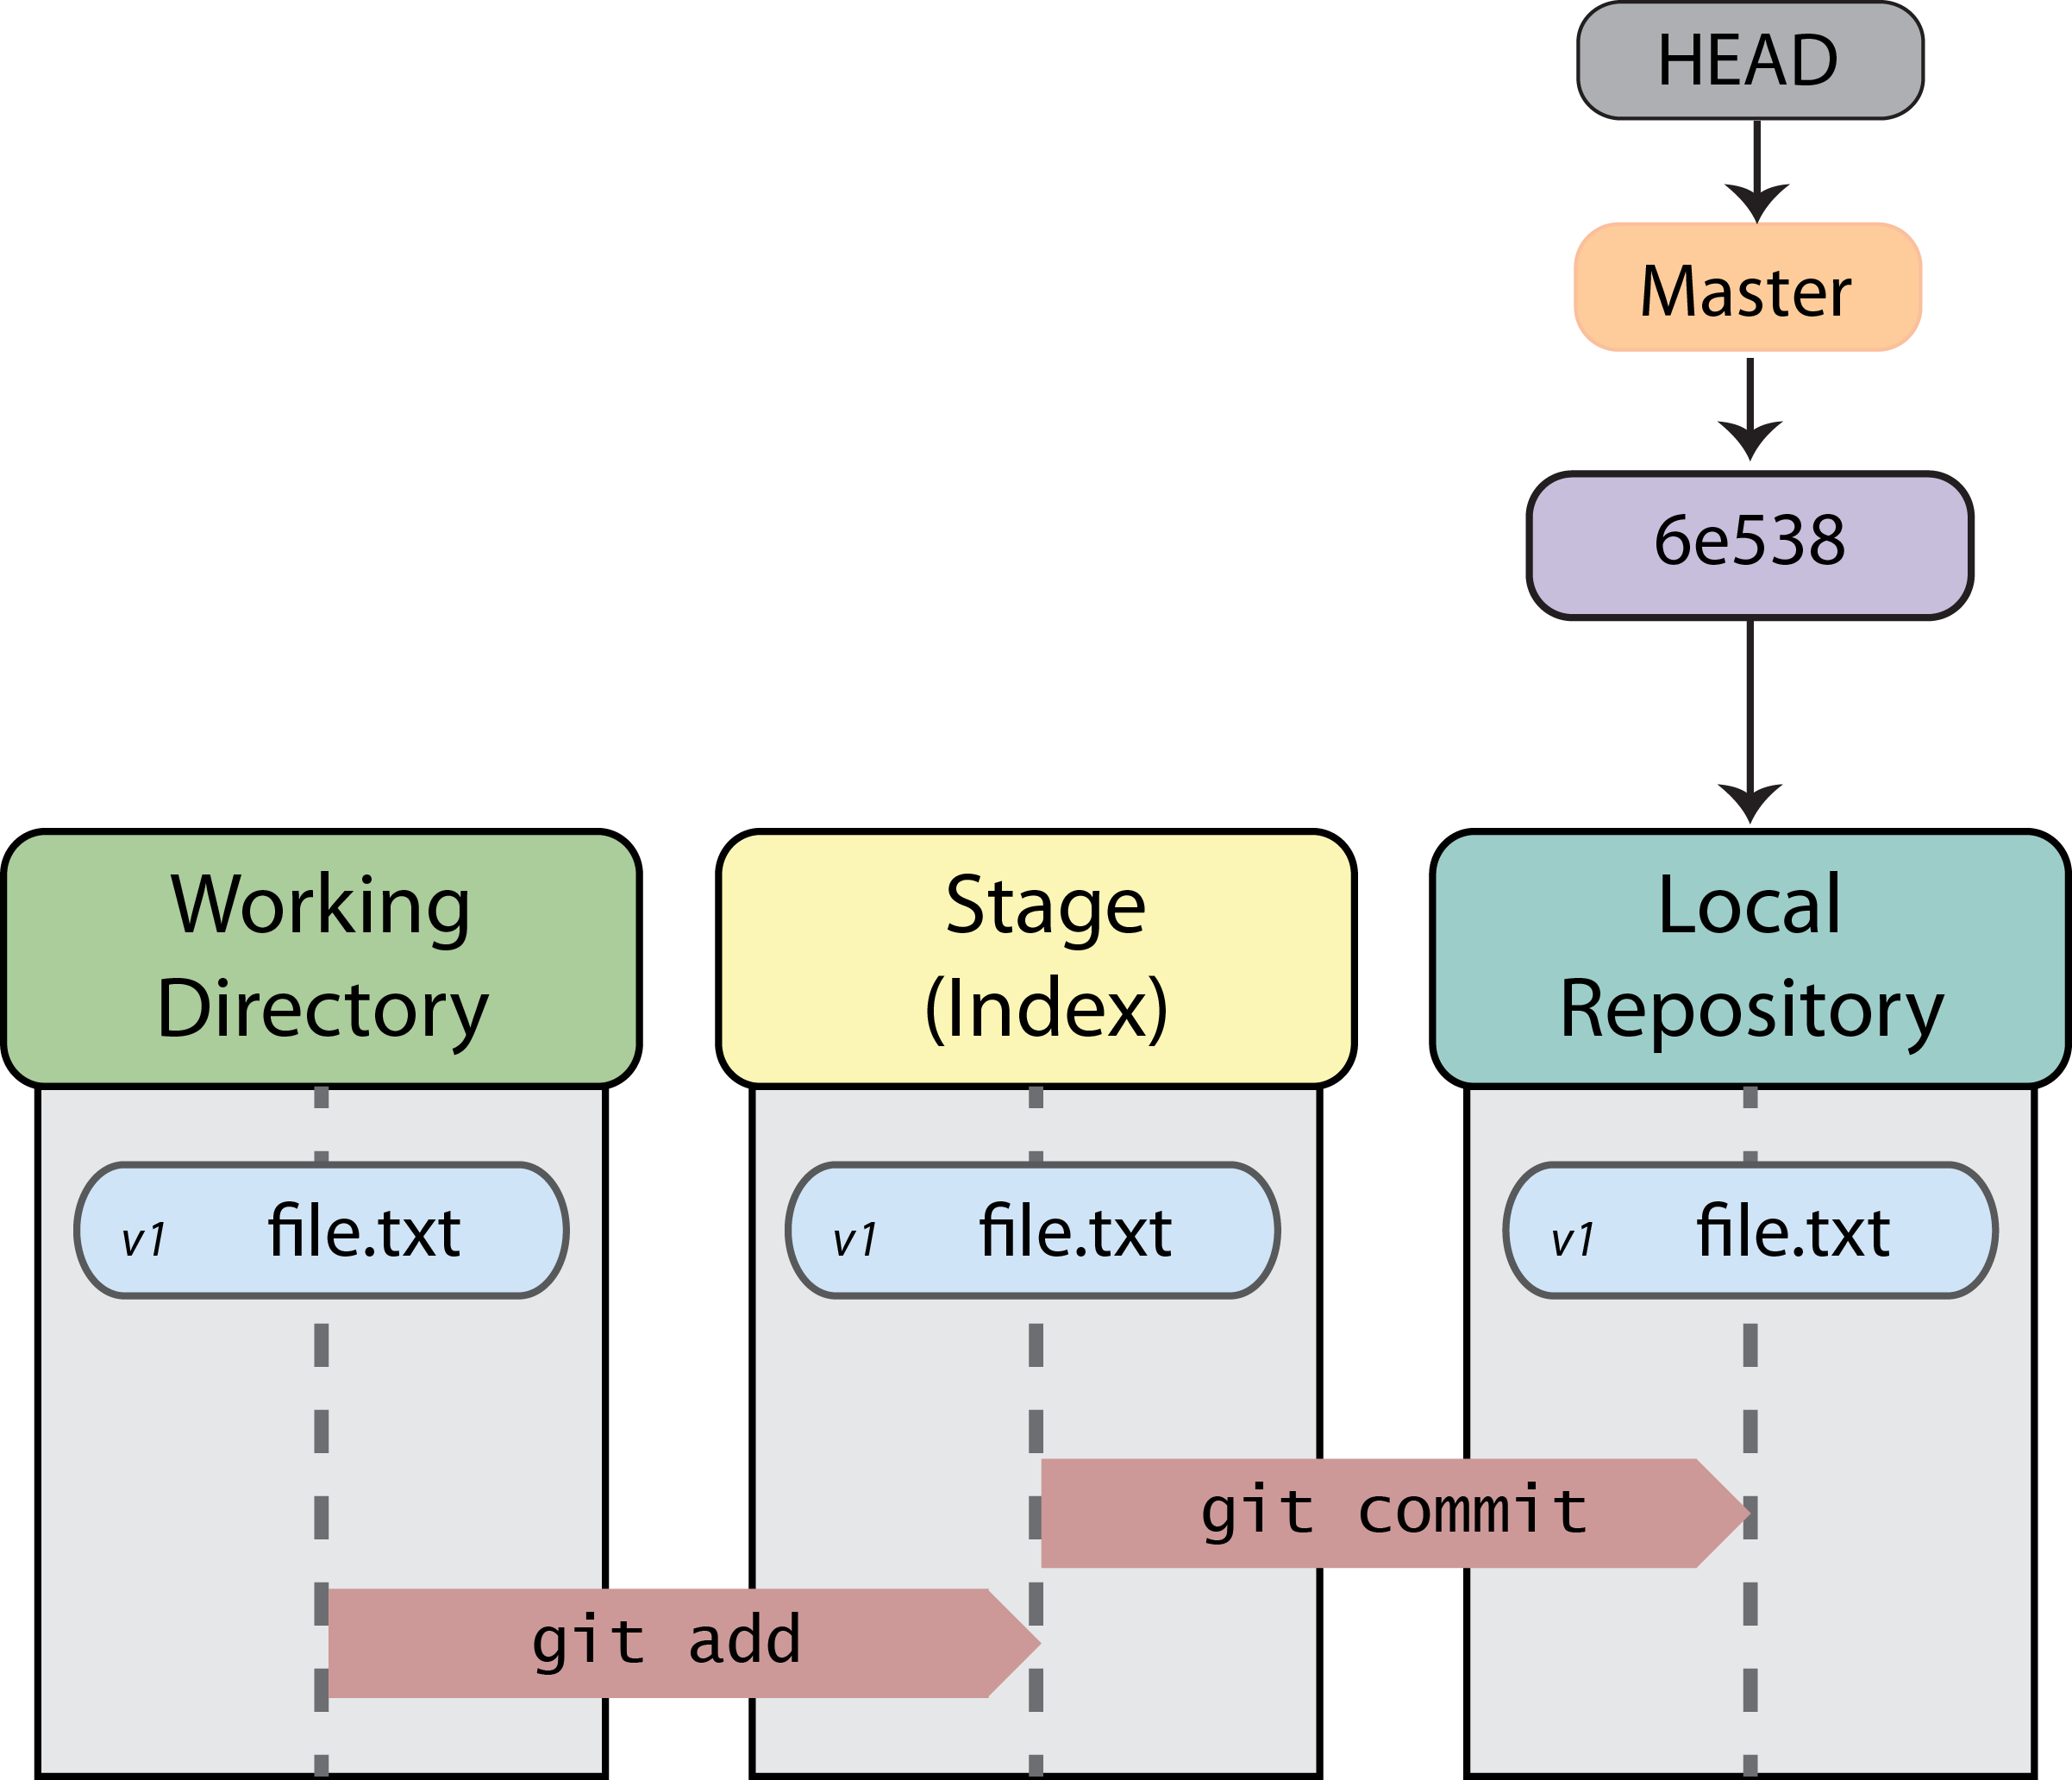 HEAD
Master
6e538
Working
Directory
Stage
(Index)
Local
Repository
v1 file.txt
v1 file.txt
v1 file.txt
git commit
git add